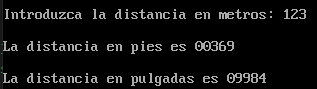 Introduzca la distancia en metros: 123
La distancia en pies es 00369
La distancia en pulgadas es 09984